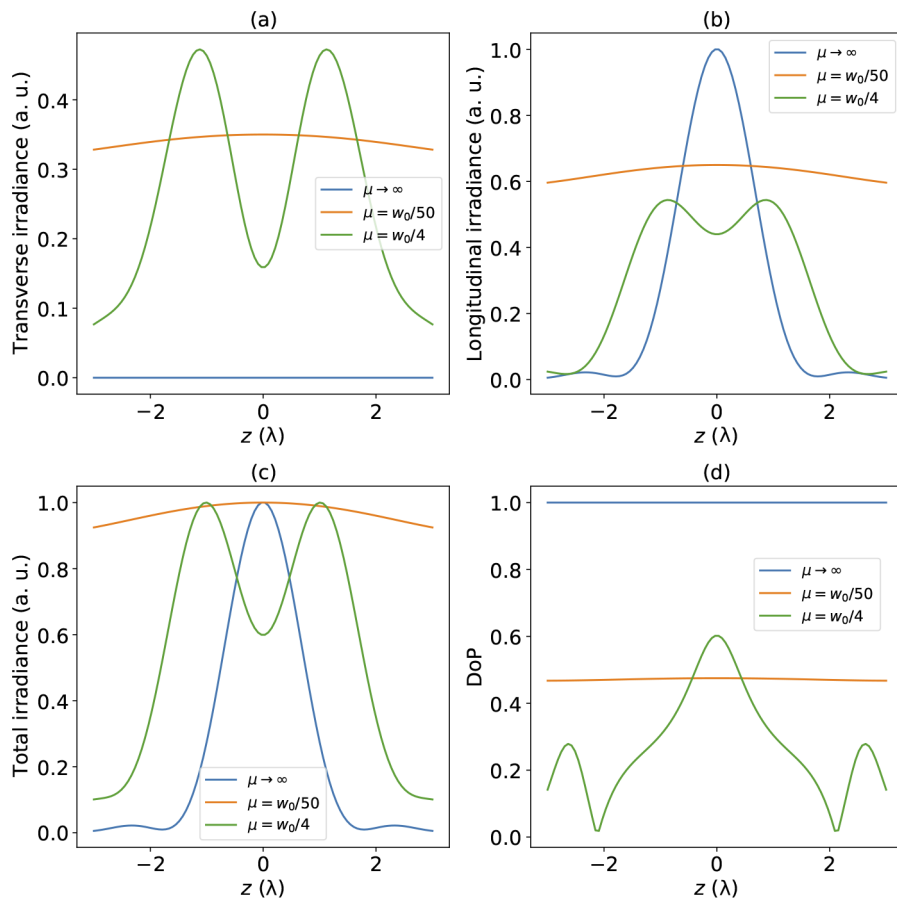 (a)
Transverse irradiance (a. u.)
0.4
0.3
0.2
0.1
0.0
μ → ∞
μ = w₀/50
μ = w₀/4
−2
0
2
z (λ)
(b)
Longitudinal irradiance (a. u.)
1.0
0.8
0.6
0.4
0.2
0.0
μ → ∞
μ = w₀/50
μ = w₀/4
−2
0
2
z (λ)
(c)
Total irradiance (a. u.)
1.0
0.8
0.6
0.4
0.2
0.0
μ → ∞
μ = w₀/50
μ = w₀/4
−2
0
2
z (λ)
(d)
DoP
1.0
0.8
0.6
0.4
0.2
0.0
μ → ∞
μ = w₀/50
μ = w₀/4
−2
0
2
z (λ)